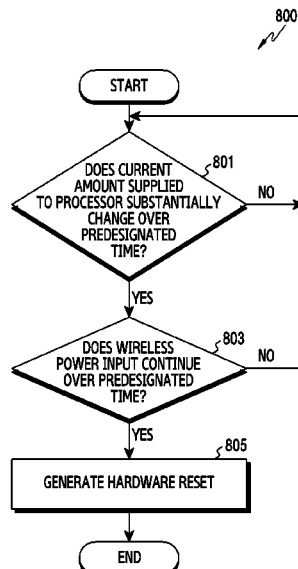 800
START
801
DOES CURRENT
AMOUNT SUPPLIED
TO PROCESSOR SUBSTANTIALLY
CHANGE OVER
PREDESIGNATED
TIME?
NO
YES
803
DOES WIRELESS
POWER INPUT CONTINUE
OVER PREDESIGNATED
TIME?
NO
YES
805
GENERATE HARDWARE RESET
END